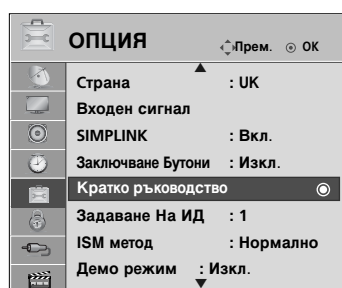 ОПЦИЯ Прем. OK
Страна : UK
Входен сигнал
SIMPLINK : Вкл.
Заключване Бутони : Изкл.
Кратко ръководство
Задаване На ИД : 1
ISM метод : Нормално
Демо режим : Изкл.